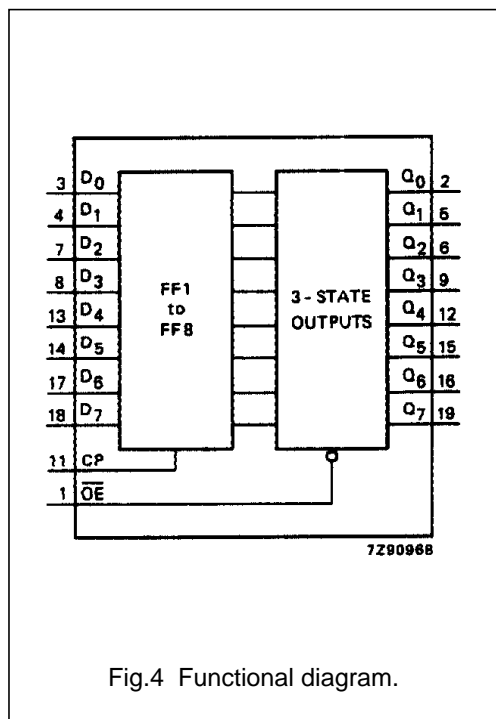 3 D0 Q0 2
4 D1 Q1 5
7 D2 Q2 6
8 D3 Q3 9
13 D4 Q4 12
14 D5 Q5 15
17 D6 Q6 16
18 D7 Q7 19
FF1
to
FF8
3-STATE
OUTPUTS
11 CP
1 OE
7Z90968
Fig.4 Functional diagram.